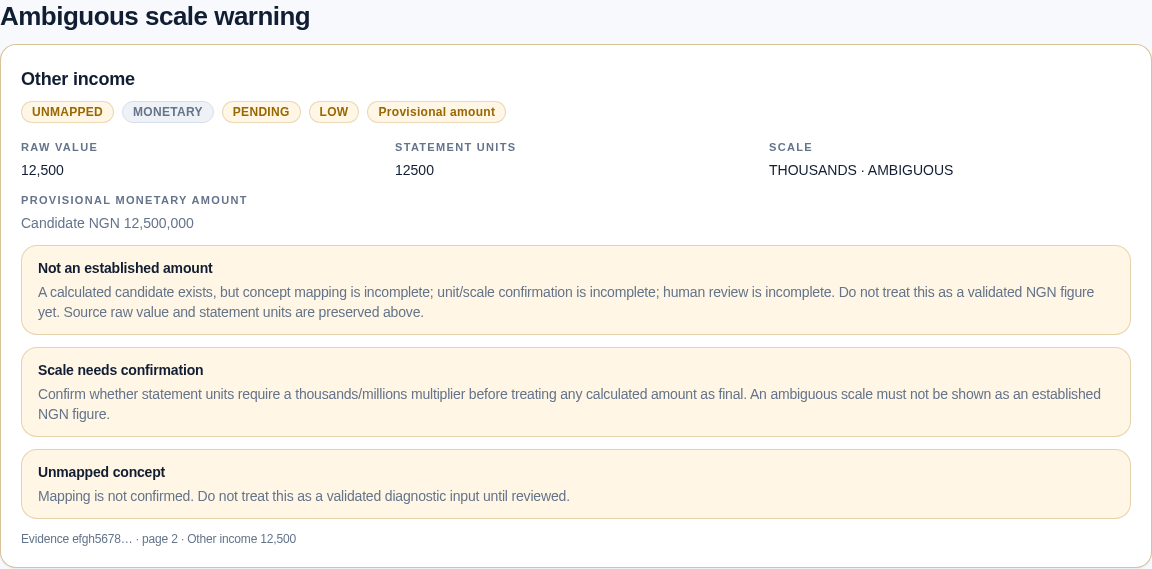 Ambiguous scale warning
Other income
UNMAPPED MONETARY PENDING LOW Provisional amount
RAW VALUE STATEMENT UNITS SCALE
12,500 12500 THOUSANDS · AMBIGUOUS
PROVISIONAL MONETARY AMOUNT
Candidate NGN 12,500,000
Not an established amount
A calculated candidate exists, but concept mapping is incomplete; unit/scale confirmation is incomplete; human review is incomplete. Do not treat this as a validated NGN figure
yet. Source raw value and statement units are preserved above.
Scale needs confirmation
Confirm whether statement units require a thousands/millions multiplier before treating any calculated amount as final. An ambiguous scale must not be shown as an established
NGN figure.
Unmapped concept
Mapping is not confirmed. Do not treat this as a validated diagnostic input until reviewed.
Evidence efgh5678… · page 2 · Other income 12,500